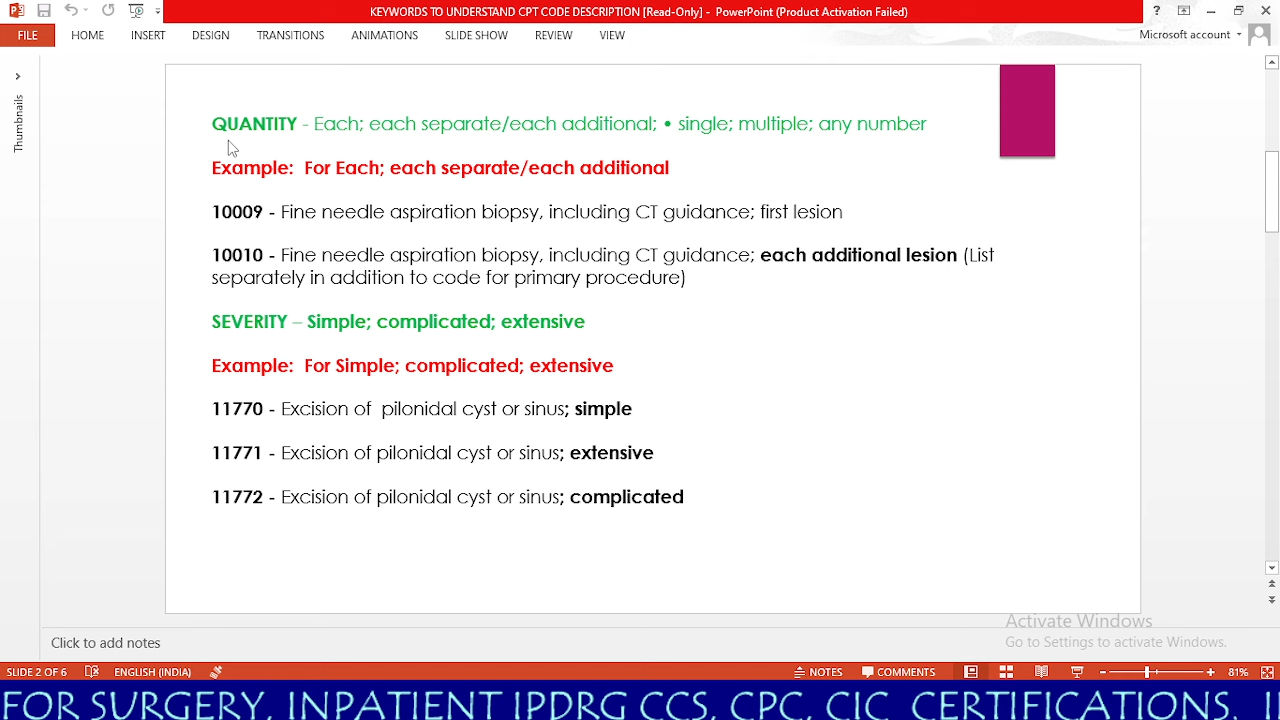 KEYWORDS TO UNDERSTAND CPT CODE DESCRIPTION [Read-Only] - PowerPoint (Product Activation Failed)
?
FILE HOME INSERT DESIGN TRANSITIONS ANIMATIONS SLIDE SHOW REVIEW VIEW Microsoft account
Thumbnails
QUANTITY - Each; each separate/each additional; • single; multiple; any number
Example: For Each; each separate/each additional
10009 - Fine needle aspiration biopsy, including CT guidance; first lesion
10010 - Fine needle aspiration biopsy, including CT guidance; each additional lesion (List
separately in addition to code for primary procedure)
SEVERITY – Simple; complicated; extensive
Example: For Simple; complicated; extensive
11770 - Excision of pilonidal cyst or sinus; simple
11771 - Excision of pilonidal cyst or sinus; extensive
11772 - Excision of pilonidal cyst or sinus; complicated
Activate Windows
Go to Settings to activate Windows.
Click to add notes
SLIDE 2 OF 6 ENGLISH (INDIA) NOTES COMMENTS 81%
FOR SURGERY, INPATIENT IPDRG CCS, CPC, CIC CERTIFICATIONS. I